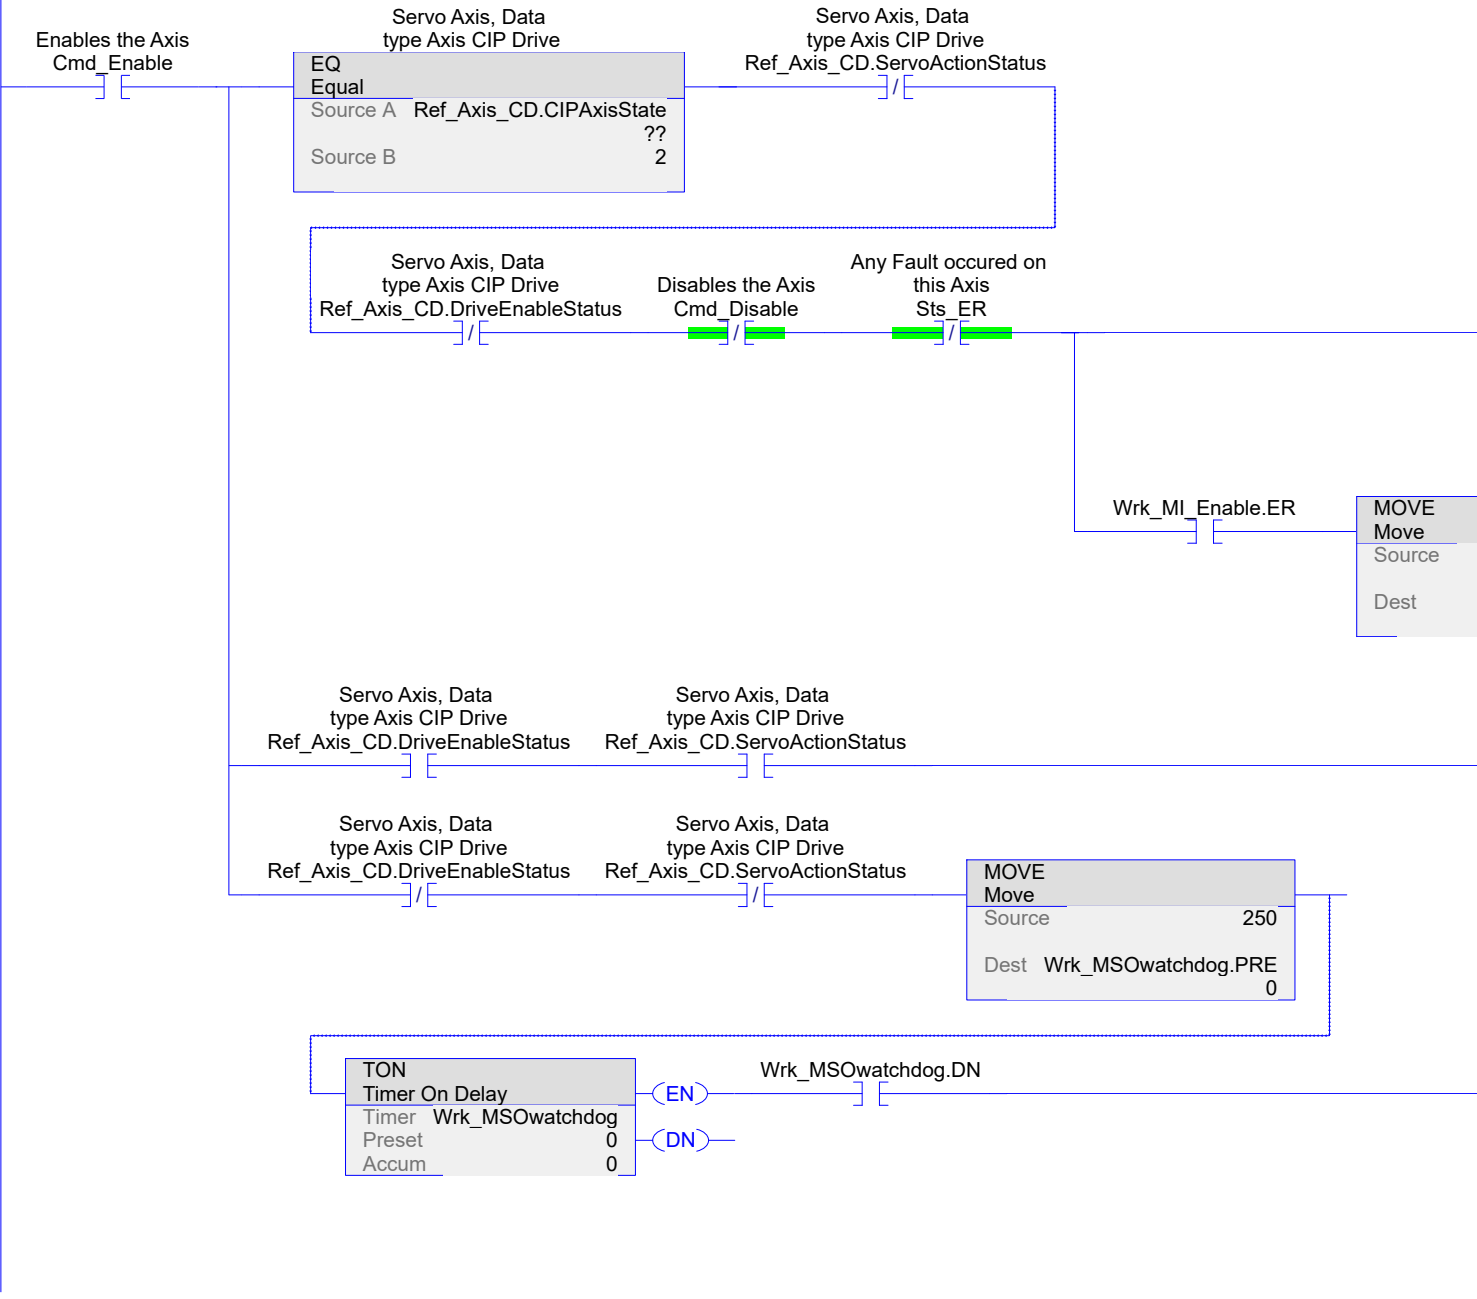 Enables the Axis
Cmd_Enable
Servo Axis, Data
type Axis CIP Drive
EQ
Equal
Source A Ref_Axis_CD.CIPAxisState
??
Source B 2
Servo Axis, Data
type Axis CIP Drive
Ref_Axis_CD.ServoActionStatus
/
Servo Axis, Data
type Axis CIP Drive
Ref_Axis_CD.DriveEnableStatus
/
Disables the Axis
Cmd_Disable
/
Any Fault occured on
this Axis
Sts_ER
/
Wrk_MI_Enable.ER
MOVE
Move
Source
Dest
Servo Axis, Data
type Axis CIP Drive
Ref_Axis_CD.DriveEnableStatus
Servo Axis, Data
type Axis CIP Drive
Ref_Axis_CD.ServoActionStatus
Servo Axis, Data
type Axis CIP Drive
Ref_Axis_CD.DriveEnableStatus
/
Servo Axis, Data
type Axis CIP Drive
Ref_Axis_CD.ServoActionStatus
/
MOVE
Move
Source 250
Dest Wrk_MSOwatchdog.PRE
0
TON
Timer On Delay
Timer Wrk_MSOwatchdog
Preset 0
Accum 0
EN
DN
Wrk_MSOwatchdog.DN